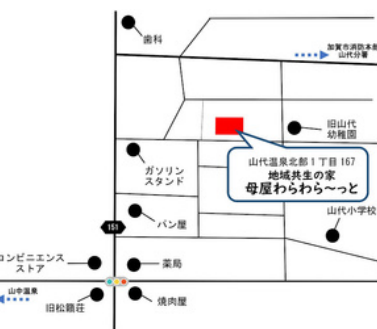 歯科
加賀市消防本部
山代分署
旧山代
幼稚園
山代温泉北部1丁目167
地域共生の家
母屋わらわら〜っと
ガソリン
スタンド
山代小学校
パン屋
151
コンビニエンス
ストア
薬局
山中温泉
旧松籟荘
焼肉屋